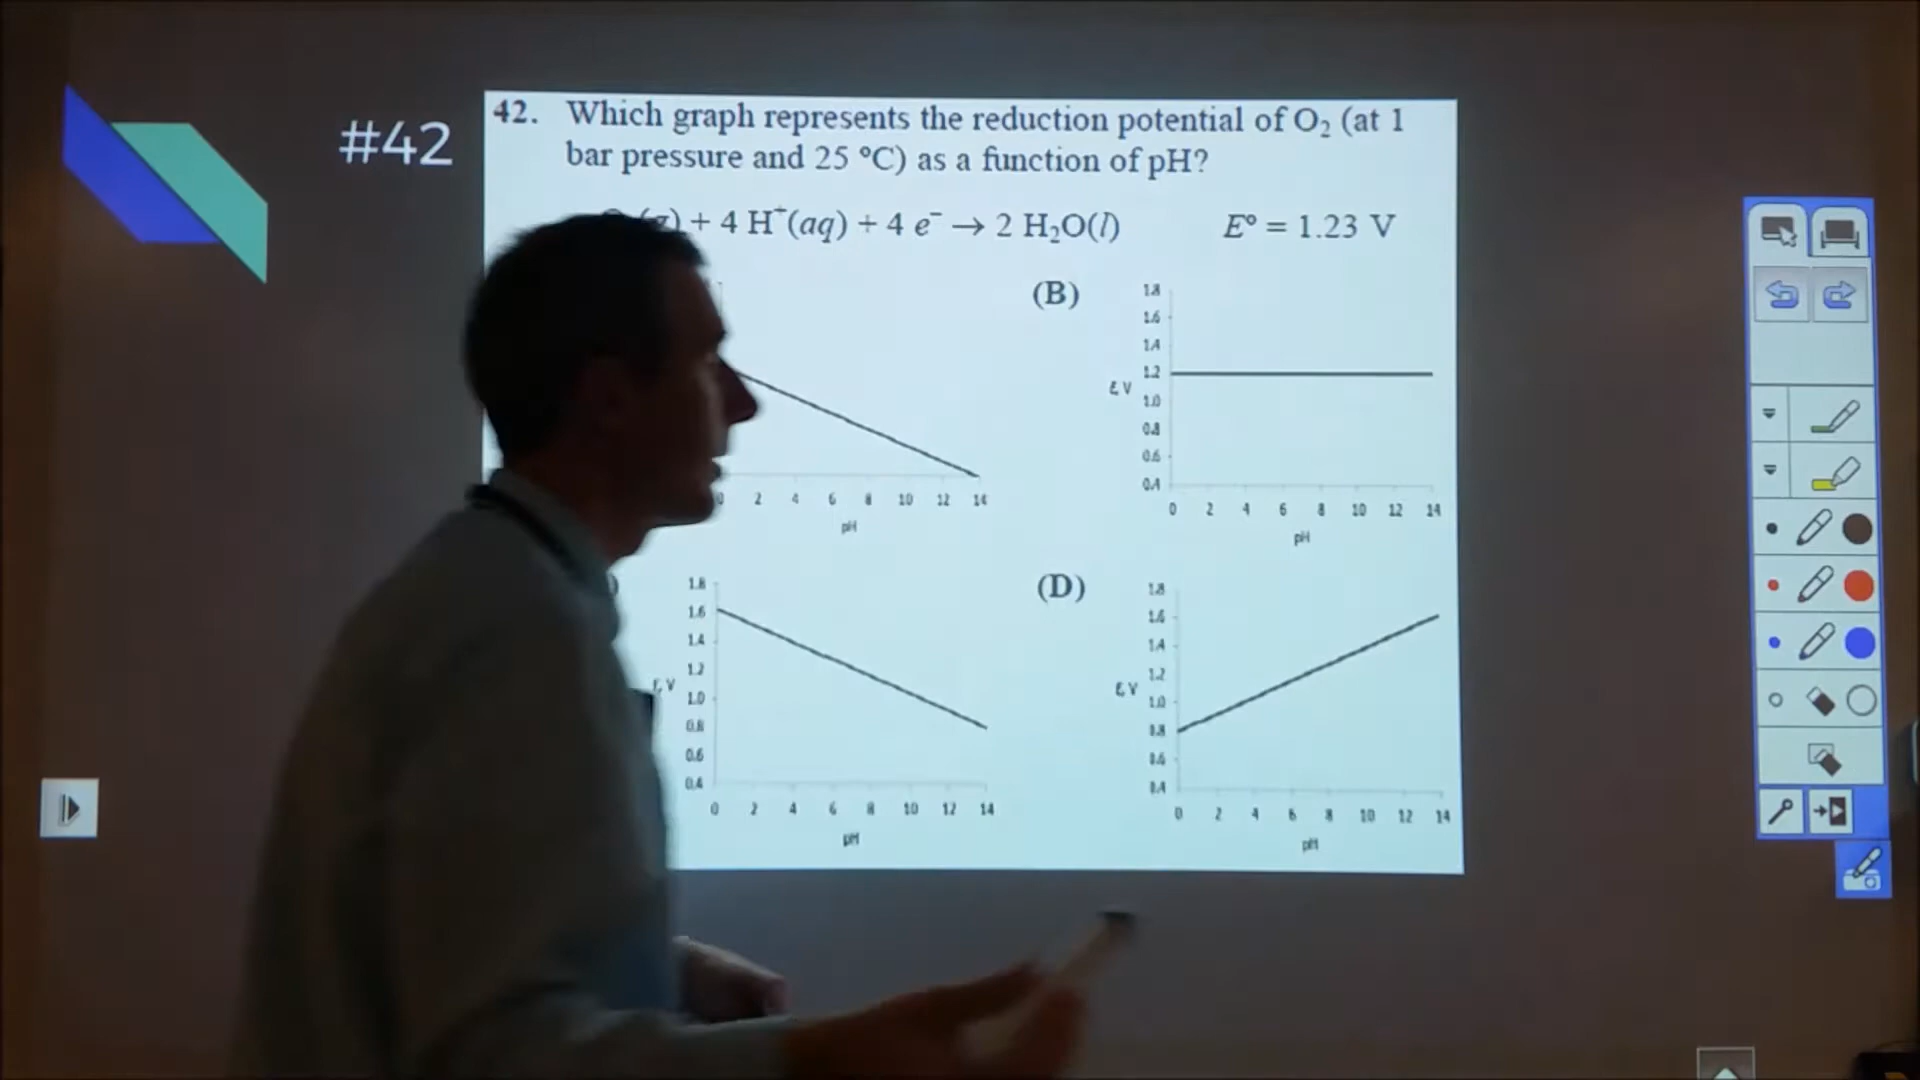 #42
42. Which graph represents the reduction potential of O₂ (at 1
bar pressure and 25 ºC) as a function of pH?
+ 4 H⁺(aq) + 4 e⁻ → 2 H₂O(l) Eº = 1.23 V
2 4 6 8 10 12 14
pH
(B)
1.8
1.6
1.4
1.2
1.0
0.8
0.6
0.4
E, V
0 2 4 6 8 10 12 14
pH
1.8
1.6
1.4
1.2
1.0
0.8
0.6
0.4
E, V
0 2 4 6 8 10 12 14
pH
(D)
1.8
1.6
1.4
1.2
1.0
0.8
0.6
0.4
E, V
0 2 4 6 8 10 12 14
pH